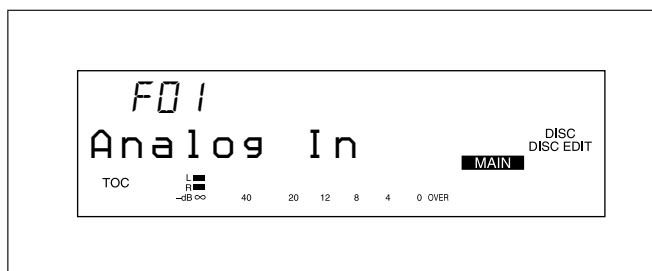 F01
Analog In
DISC
DISC EDIT
MAIN
TOC
L
R
–dB ∞ 40 20 12 8 4 0 OVER